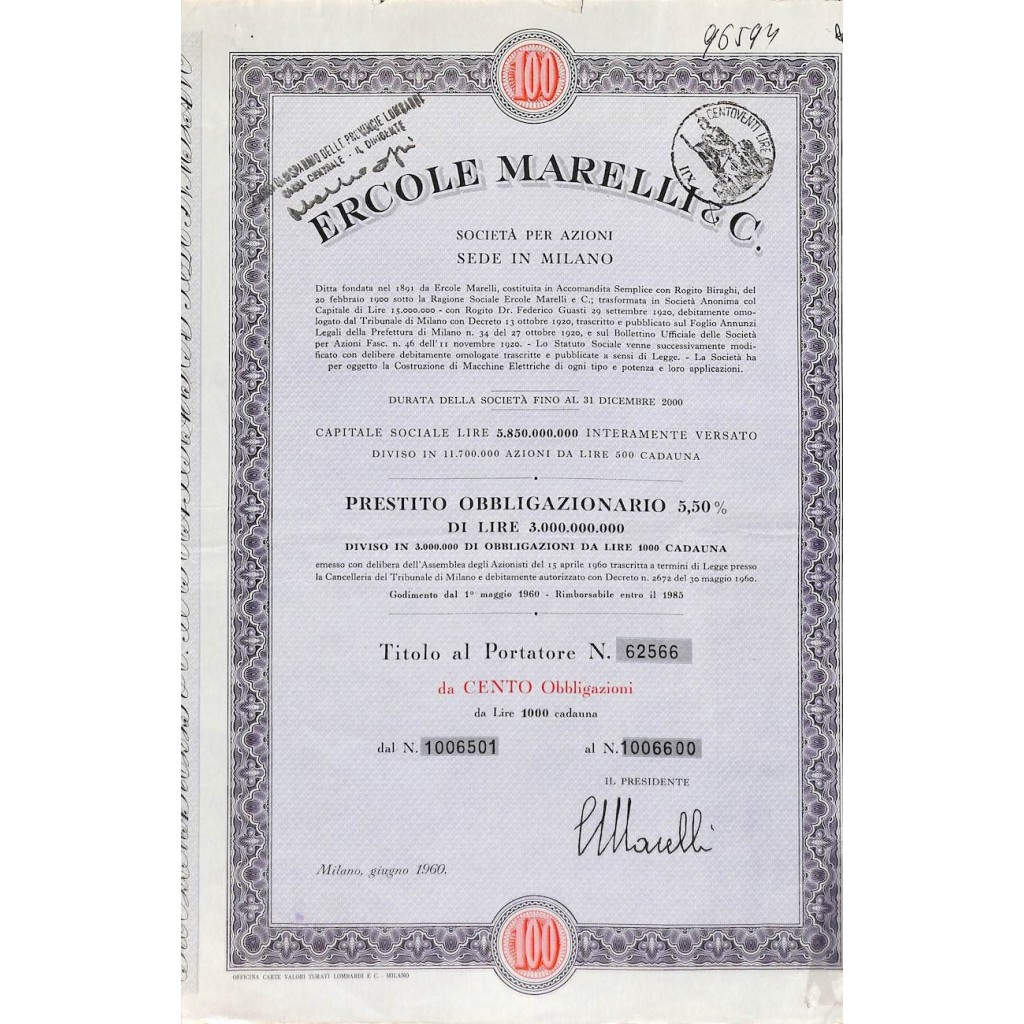 96594
100
DELLE PROVINCIE LOMBARDE
CENTRALE - IL DIRIGENTE
CENTOVENTI LIRE
ERCOLE MARELLI & C.
SOCIETÀ PER AZIONI
SEDE IN MILANO
Ditta fondata nel 1891 da Ercole Marelli, costituita in Accomandita Semplice con Rogito Biraghi, del
20 febbraio 1900 sotto la Ragione Sociale Ercole Marelli e C.; trasformata in Società Anonima col
Capitale di Lire 15.000.000 - con Rogito Dr. Federico Guasti 29 settembre 1920, debitamente omo-
logato dal Tribunale di Milano con Decreto 13 ottobre 1920, trascritto e pubblicato sul Foglio Annunzi
Legali della Prefettura di Milano n. 34 del 27 ottobre 1920, e sul Bollettino Ufficiale delle Società
per Azioni Fasc. n. 46 dell'11 novembre 1920. - Lo Statuto Sociale venne successivamente modi-
ficato con delibere debitamente omologate trascritte e pubblicate a sensi di Legge. - La Società ha
per oggetto la Costruzione di Macchine Elettriche di ogni tipo e potenza e loro applicazioni.
DURATA DELLA SOCIETÀ FINO AL 31 DICEMBRE 2000
CAPITALE SOCIALE LIRE 5.850.000.000 INTERAMENTE VERSATO
DIVISO IN 11.700.000 AZIONI DA LIRE 500 CADAUNA
PRESTITO OBBLIGAZIONARIO 5,50%
DI LIRE 3.000.000.000
DIVISO IN 3.000.000 DI OBBLIGAZIONI DA LIRE 1000 CADAUNA
emesso con delibera dell'Assemblea degli Azionisti del 15 aprile 1960 trascritta a termini di Legge presso
la Cancelleria del Tribunale di Milano e debitamente autorizzato con Decreto n. 2672 del 30 maggio 1960.
Godimento dal 1° maggio 1960 - Rimborsabile entro il 1985
Titolo al Portatore N. 62566
da CENTO Obbligazioni
da Lire 1000 cadauna
dal N. 1006501 al N. 1006600
IL PRESIDENTE
Marelli
Milano, giugno 1960.
100
OFFICINA CARTE VALORI TURATI LOMBARDI E C. - MILANO